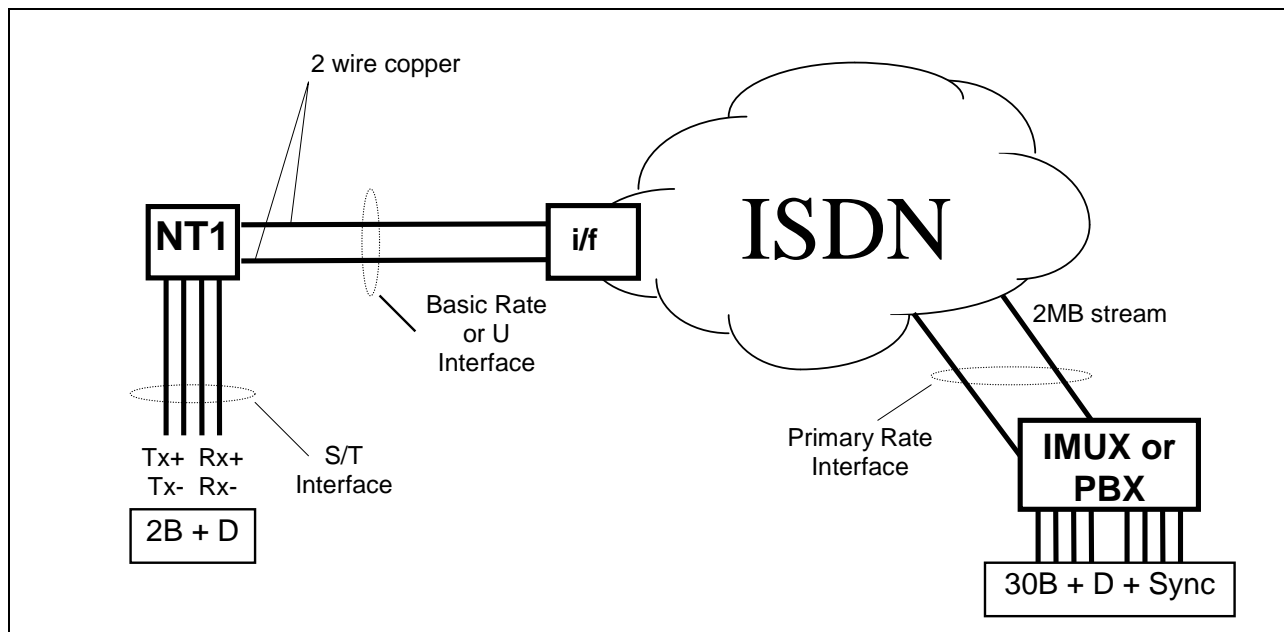 2 wire copper
NT1
i/f
ISDN
Basic Rate
or U
Interface
2MB stream
Tx+ Rx+
Tx- Rx-
S/T
Interface
2B + D
Primary Rate
Interface
IMUX or
PBX
30B + D + Sync